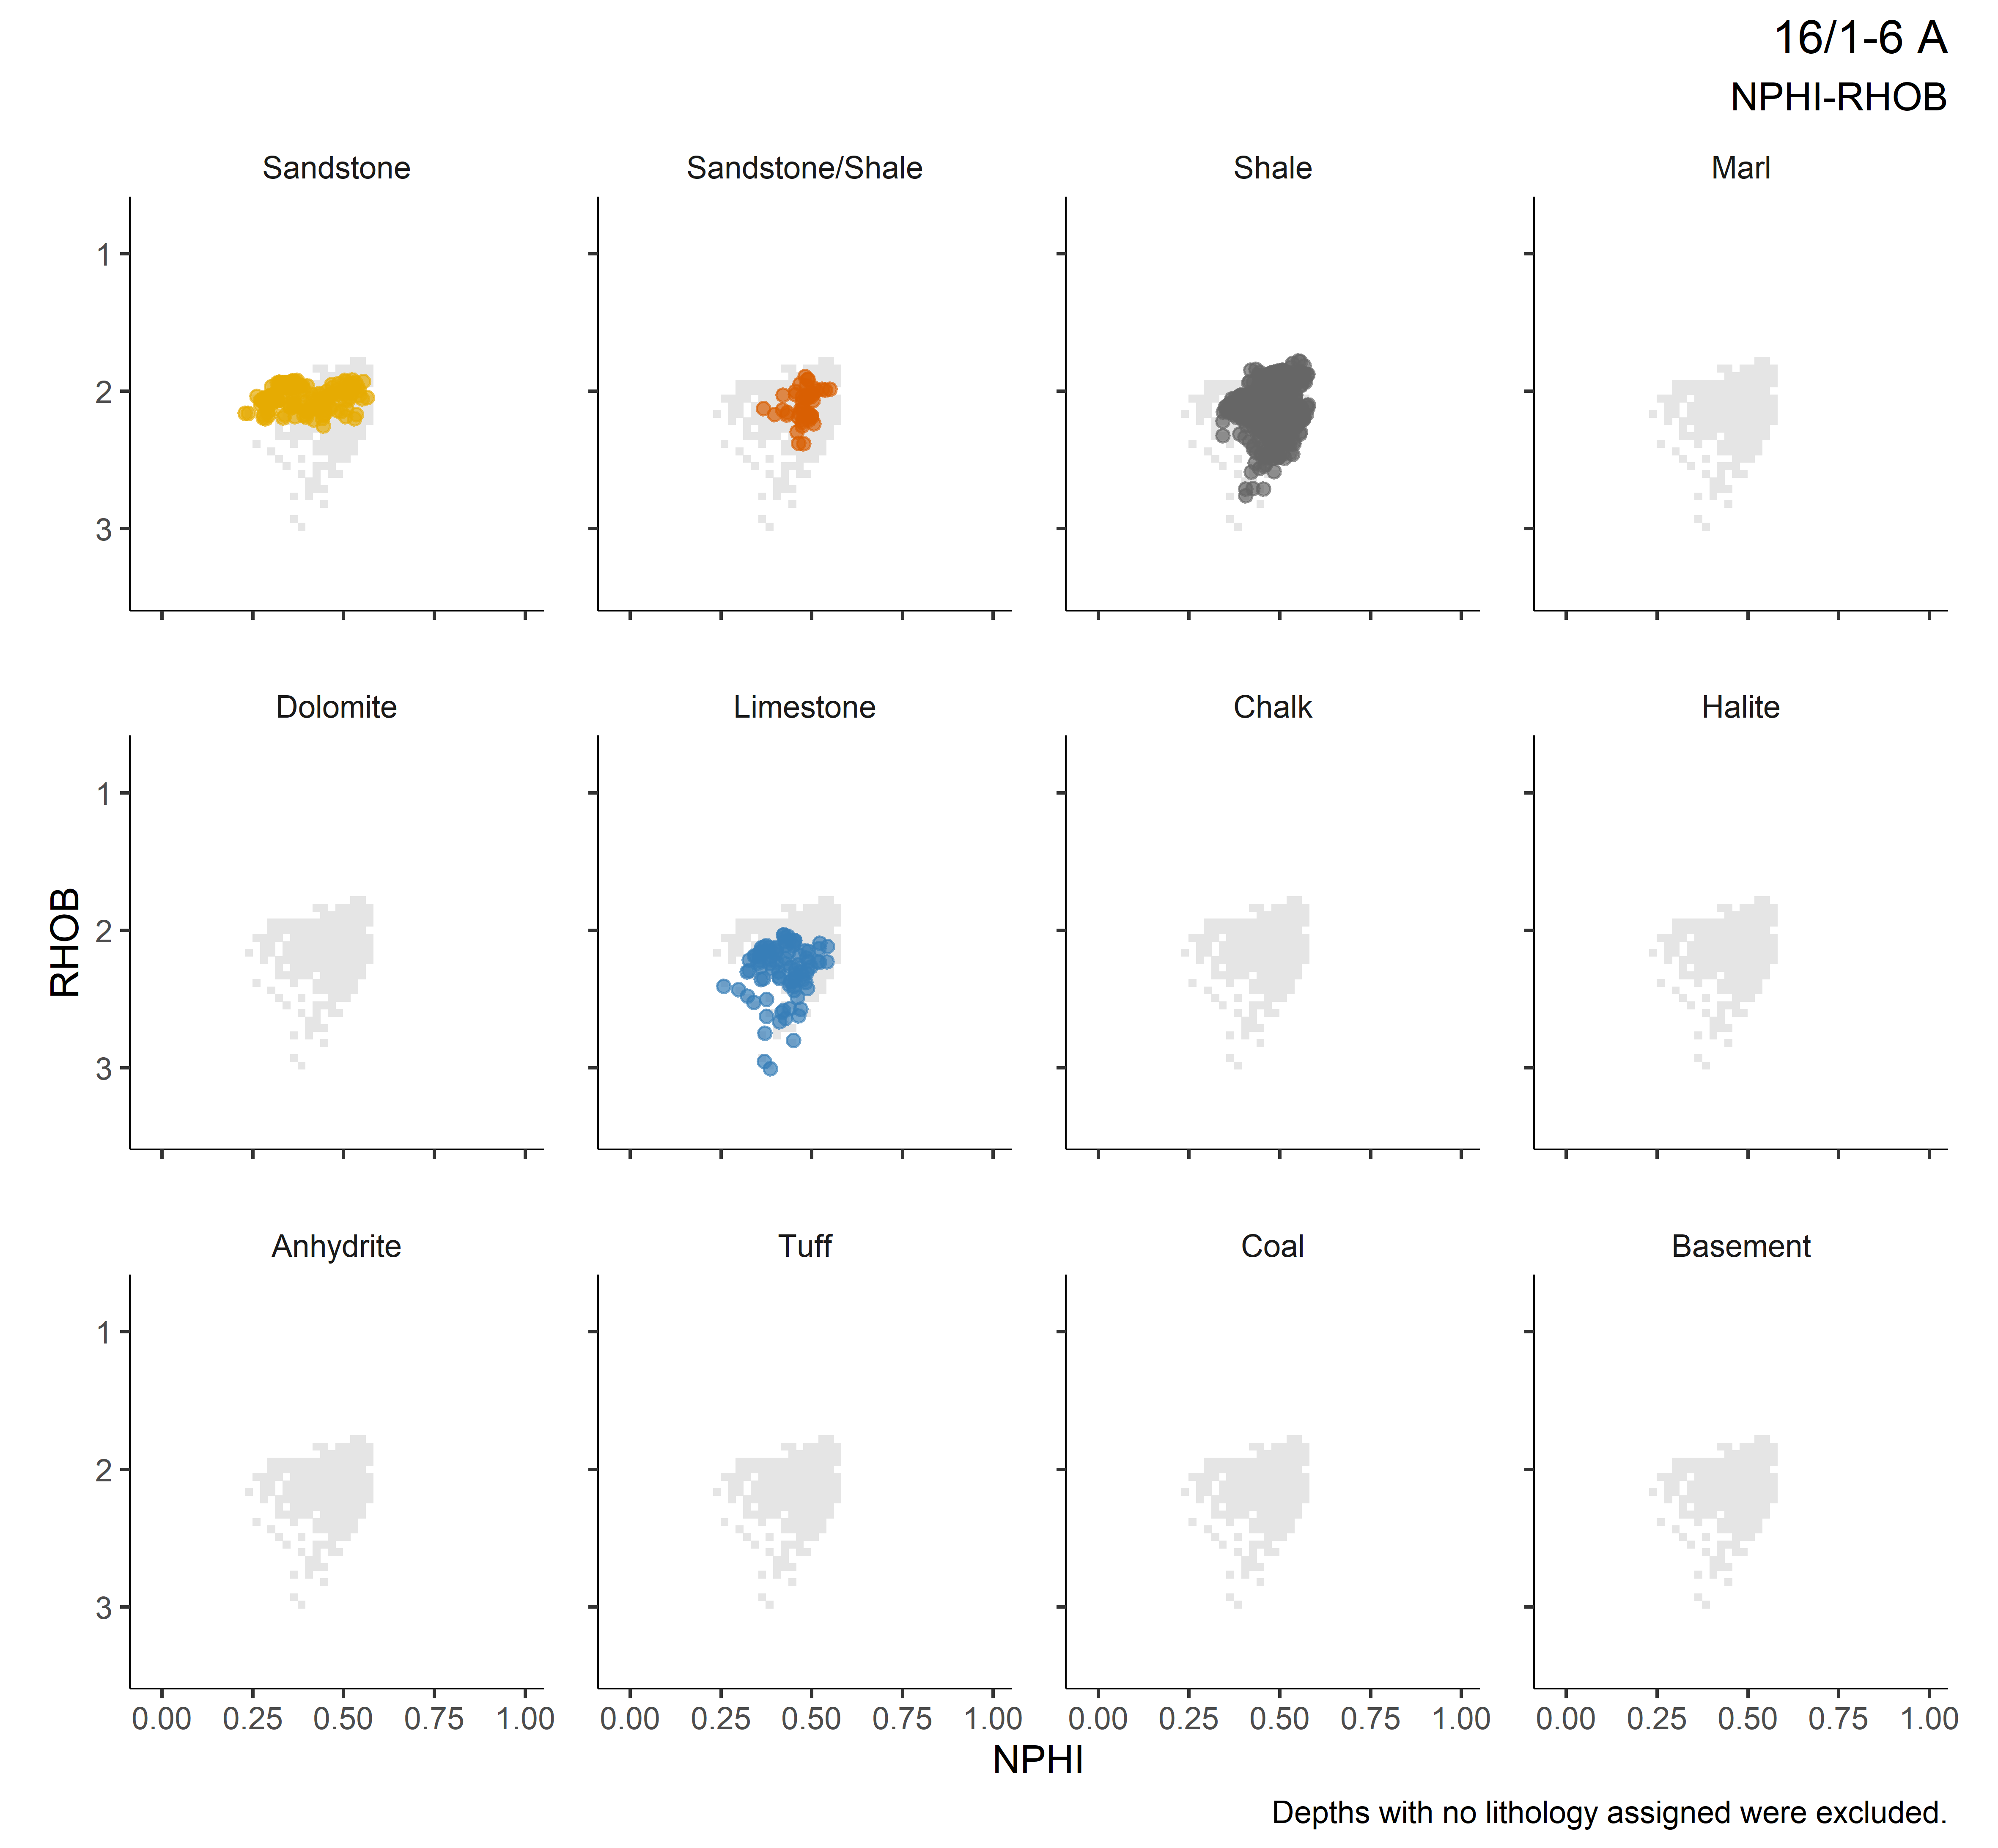 16/1-6 A
NPHI-RHOB
Sandstone Sandstone/Shale Shale Marl
1
2
3
Dolomite Limestone Chalk Halite
1
2
3
RHOB
Anhydrite Tuff Coal Basement
1
2
3
0.00 0.25 0.50 0.75 1.00 0.00 0.25 0.50 0.75 1.00 0.00 0.25 0.50 0.75 1.00 0.00 0.25 0.50 0.75 1.00
NPHI
Depths with no lithology assigned were excluded.